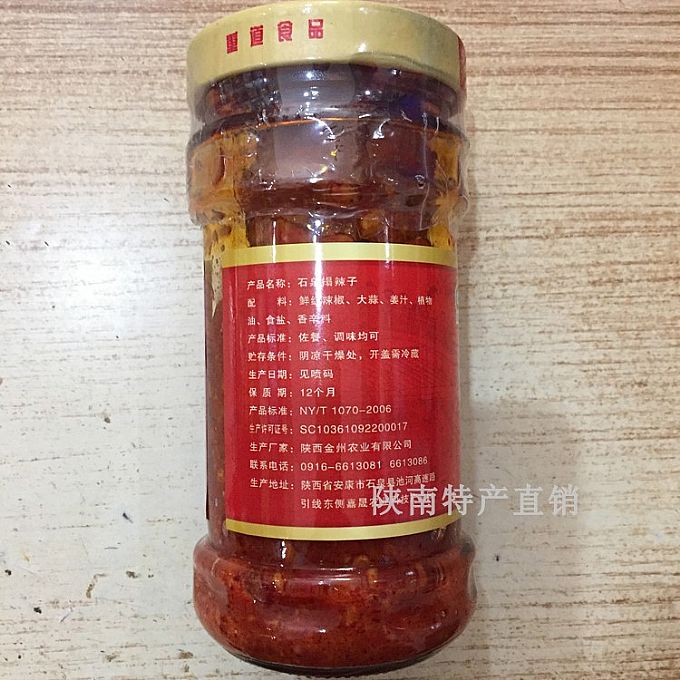 道食品
产品名称：石泉榻辣子
配　　料：鲜红辣椒、大蒜、姜汁、植物
油、食盐、香辛料
产品标准：佐餐、调味均可
贮存条件：阴凉干燥处，开盖需冷藏
生产日期：见喷码
保 质 期：12个月
产品标准：NY/T 1070-2006
生产许可证号：SC10361092200017
生产厂家：陕西金州农业有限公司
联系电话：0916-6613081 6613086
生产地址：陕西省安康市石泉县池河高速路
引线东侧嘉晟
陕南特产直销